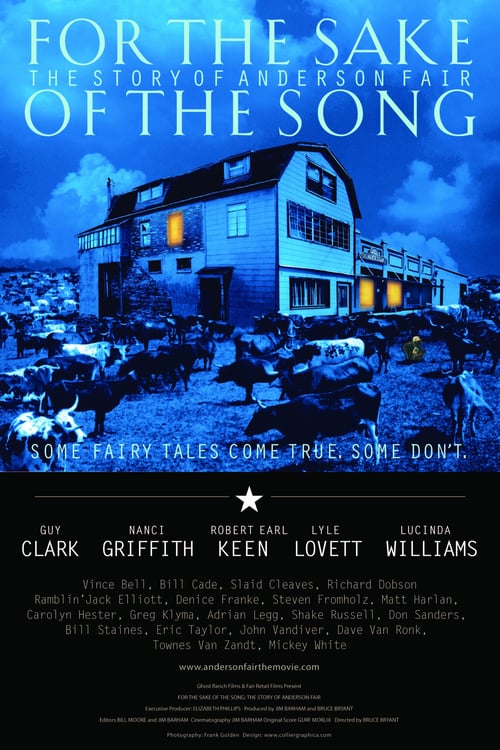 FOR THE SAKE
THE STORY OF ANDERSON FAIR
OF THE SONG
SOME FAIRY TALES COME TRUE. SOME DON'T.
GUY CLARK
NANCI GRIFFITH
ROBERT EARL KEEN
LYLE LOVETT
LUCINDA WILLIAMS
Vince Bell, Bill Cade, Slaid Cleaves, Richard Dobson
Ramblin'Jack Elliott, Denice Franke, Steven Fromholz, Matt Harlan,
Carolyn Hester, Greg Klyma, Adrian Legg, Shake Russell, Don Sanders,
Bill Staines, Eric Taylor, John Vandiver, Dave Van Ronk,
Townes Van Zandt, Mickey White
www.andersonfairthemovie.com
Ghost Ranch Films & Fair Retail Films Present
FOR THE SAKE OF THE SONG: THE STORY OF ANDERSON FAIR
Executive Producer: ELIZABETH PHILLIPS Produced by JIM BARHAM and BRUCE BRYANT
Editors BILL MOORE and JIM BARHAM Cinematography JIM BARHAM Original Score GURF MORLIX Directed by BRUCE BRYANT
Photography: Frank Golden Design: www.colliergraphica.com